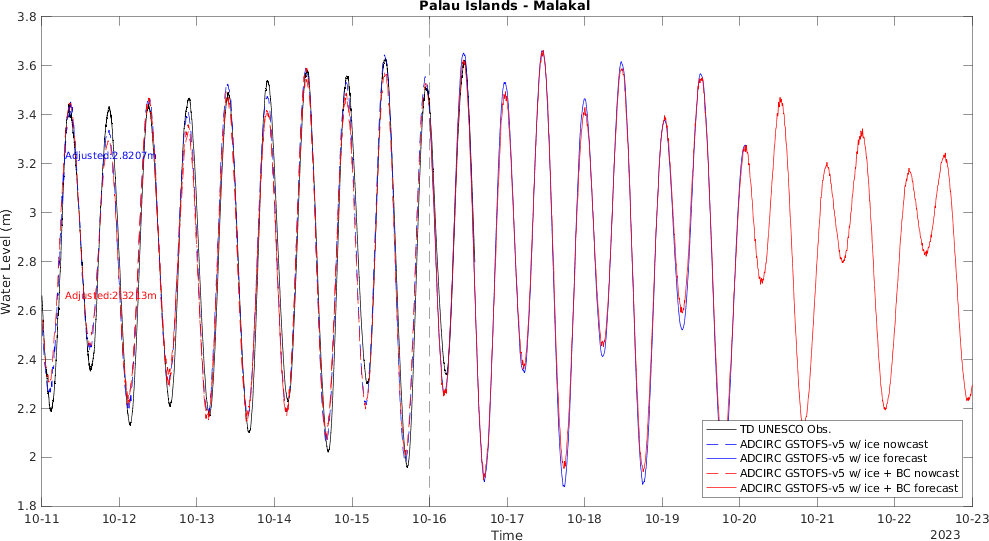 Palau Islands - Malakal
3.8
3.6
3.4
3.2
3
2.8
2.6
2.4
2.2
2
1.8
Water Level (m)
Adjusted:2.8207m
Adjusted:2.3213m
10-11
10-12
10-13
10-14
10-15
10-16
10-17
10-18
10-19
10-20
10-21
10-22
10-23
Time
2023
TD UNESCO Obs.
ADCIRC GSTOFS-v5 w/ ice nowcast
ADCIRC GSTOFS-v5 w/ ice forecast
ADCIRC GSTOFS-v5 w/ ice + BC nowcast
ADCIRC GSTOFS-v5 w/ ice + BC forecast